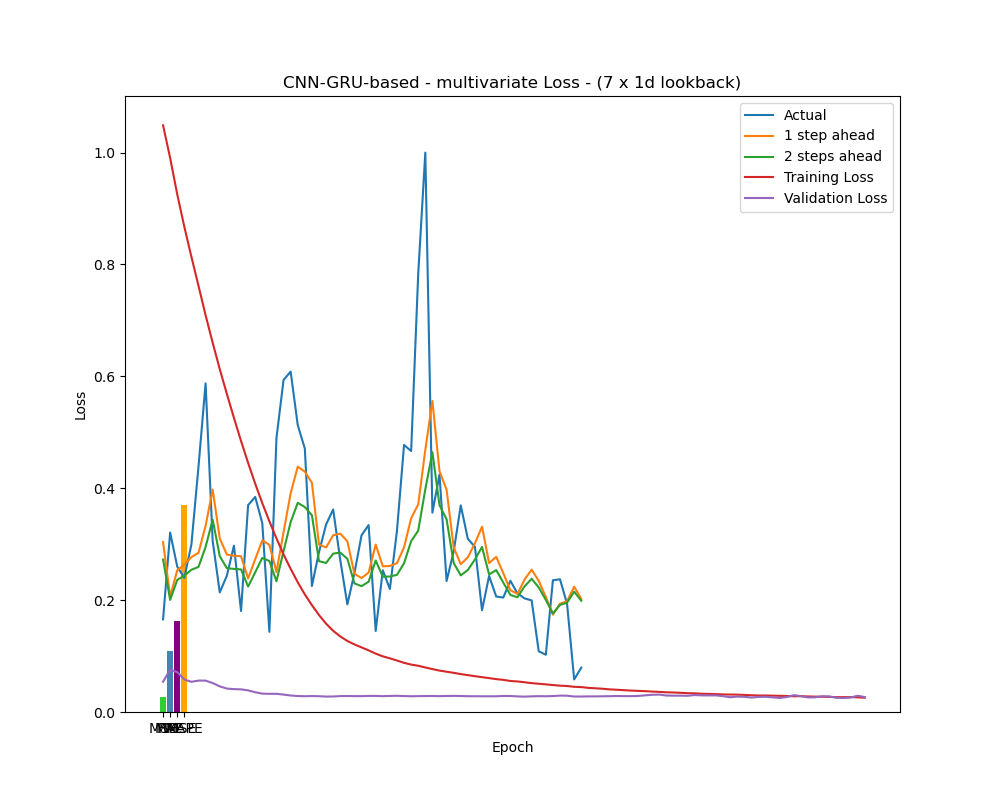 CNN-GRU-based - multivariate Loss - (7 x 1d lookback)
Actual
1 step ahead
2 steps ahead
Training Loss
Validation Loss
1.0
0.8
0.6
0.4
0.2
0.0
Loss
Epoch